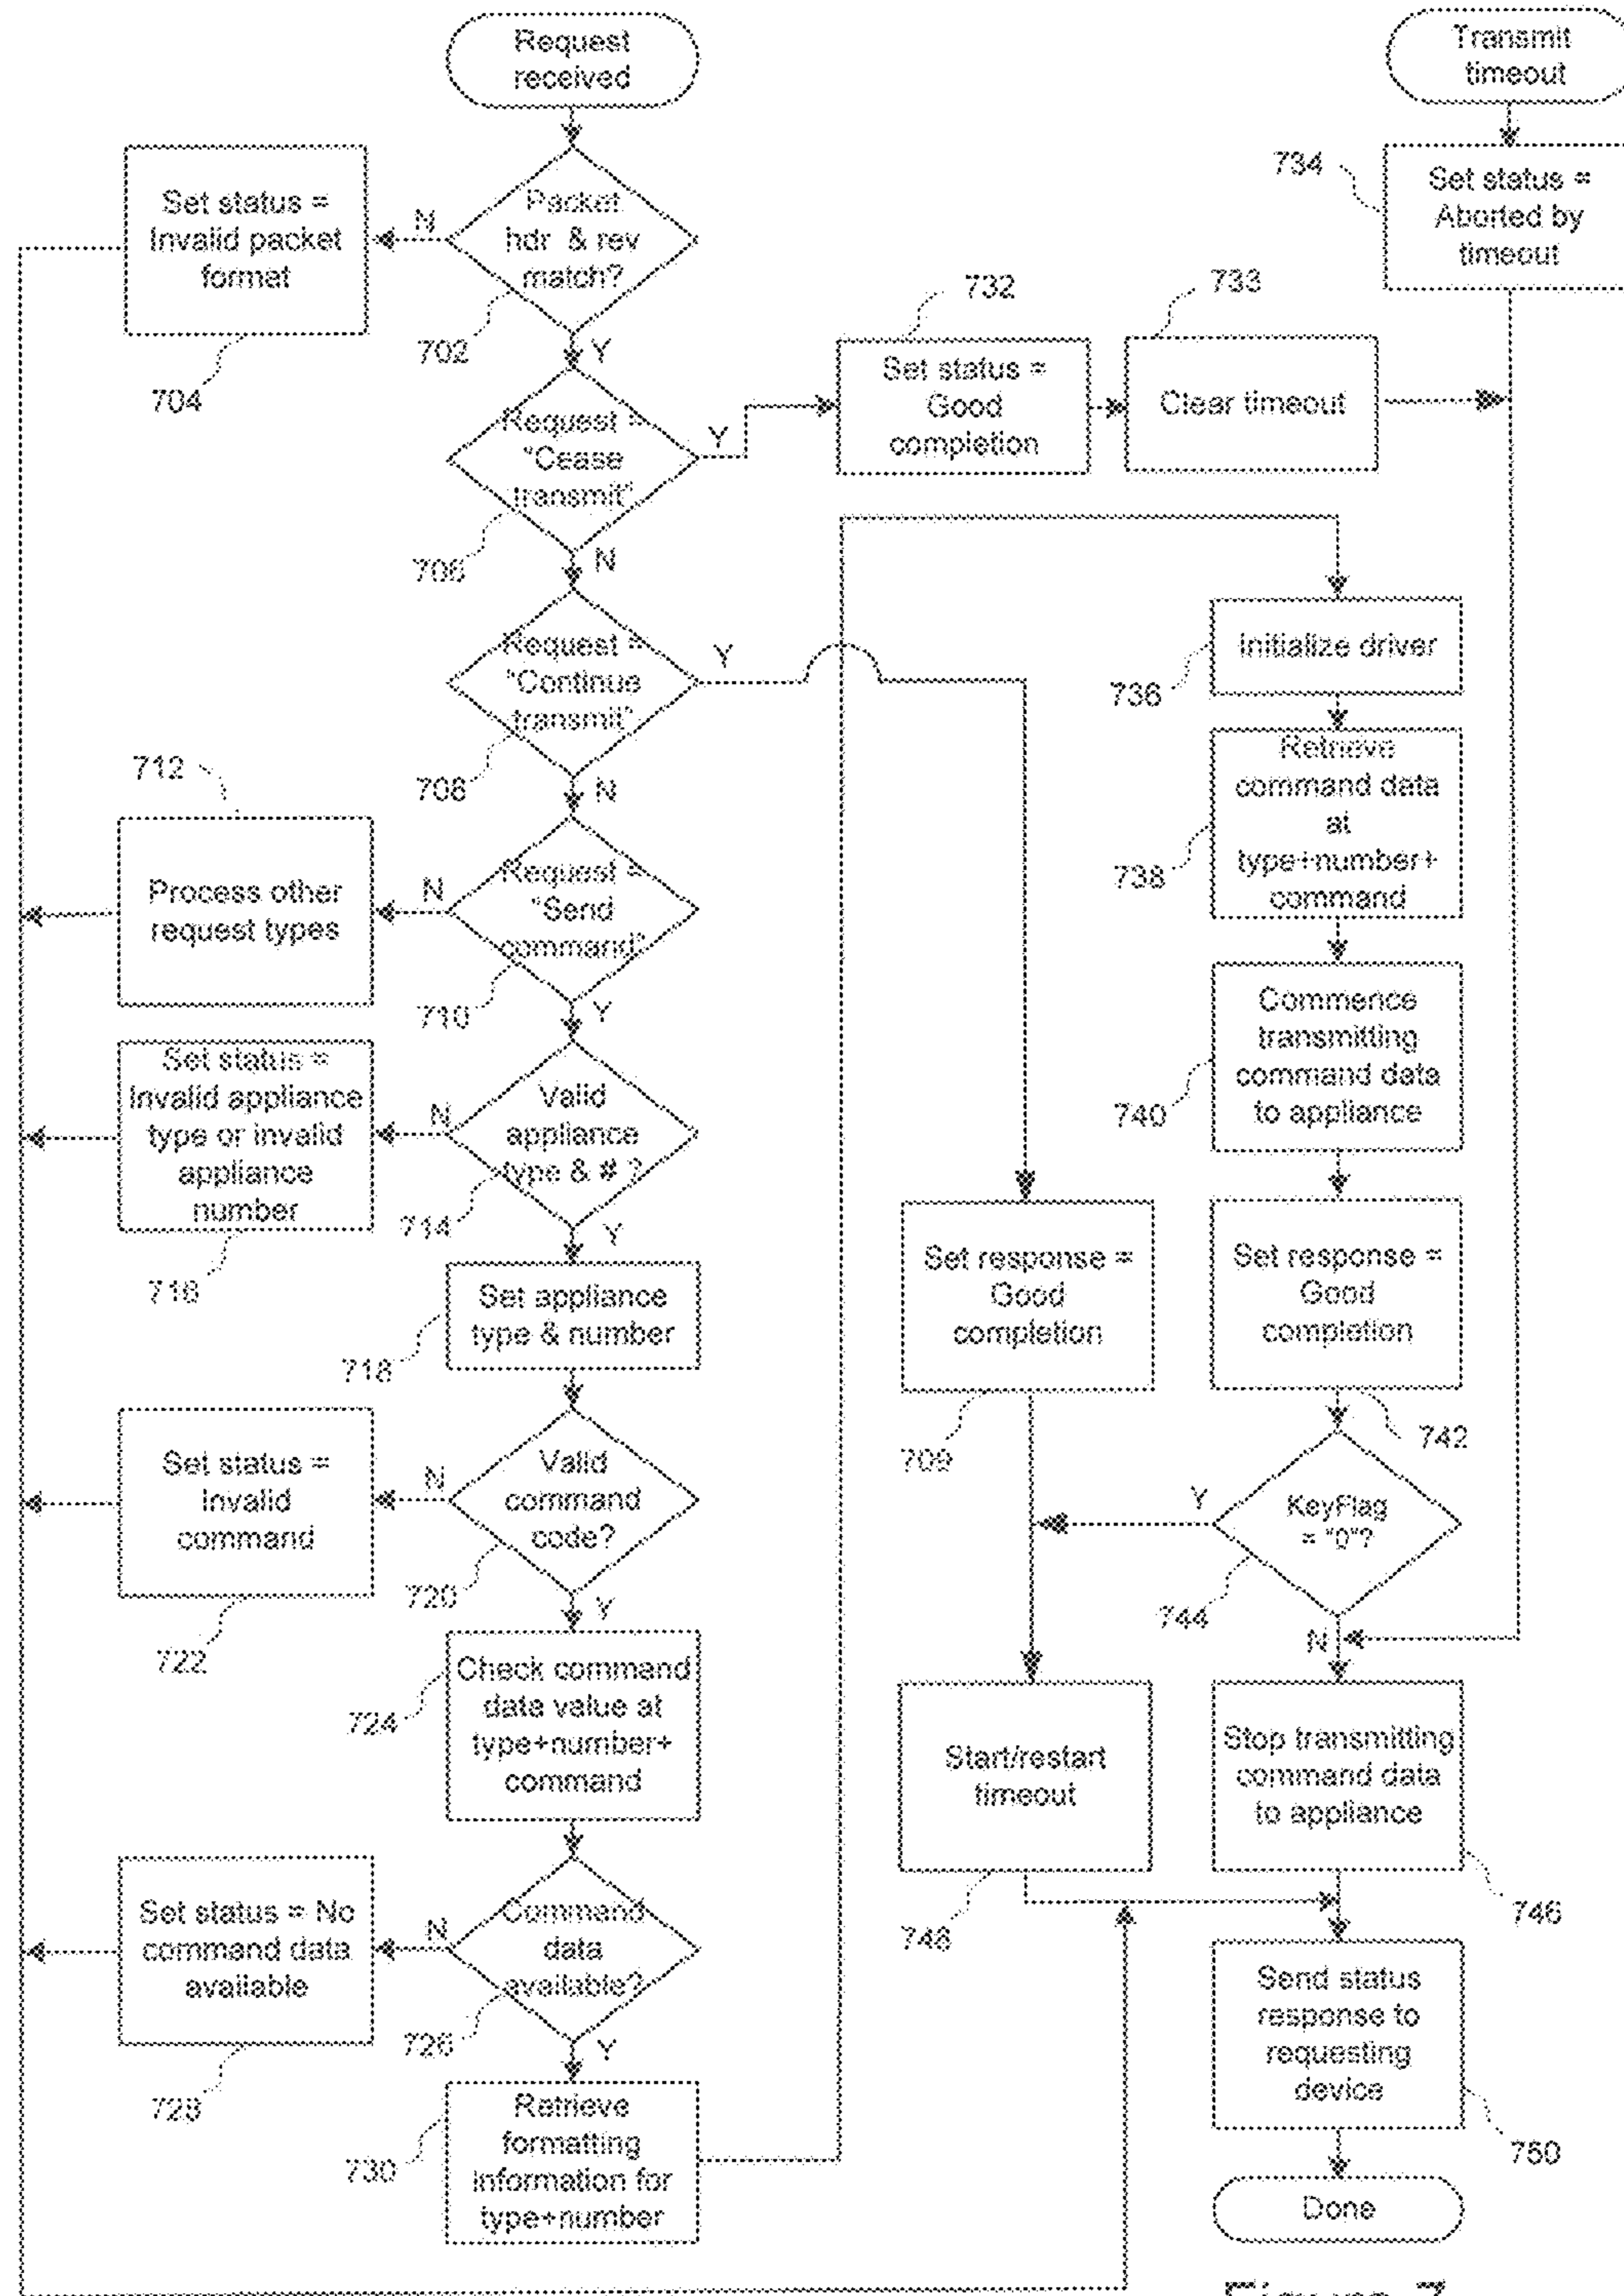 Request
received
Transmit
timeout
734
Set status =
Aborted by
timeout
Set status =
Invalid packet
format
N
Packet
hdr & rev
match?
702
Y
704
732
733
Set status =
Good
completion
Clear timeout
Request =
"Cease
transmit"
Y
706
N
Request =
"Continue
transmit"
Y
708
N
Initialize driver
736
Retrieve
command data
at
type+number+
command
738
712
Process other
request types
N
Request =
"Send
command"
710
Y
Commence
transmitting
command data
to appliance
740
Set status =
Invalid appliance
type or invalid
appliance
number
N
Valid
appliance
type & # ?
714
Y
716
Set appliance
type & number
718
Set response =
Good
completion
709
Set response =
Good
completion
742
Set status =
Invalid
command
N
Valid
command
code?
720
Y
722
Y
KeyFlag
= "0"?
744
N
Check command
data value at
type+number+
command
724
Start/restart
timeout
748
Stop transmitting
command data
to appliance
746
Set status = No
command data
available
N
Command
data
available?
726
Y
728
Send status
response to
requesting
device
750
Retrieve
formatting
information for
type+number
730
Done
Figure 7